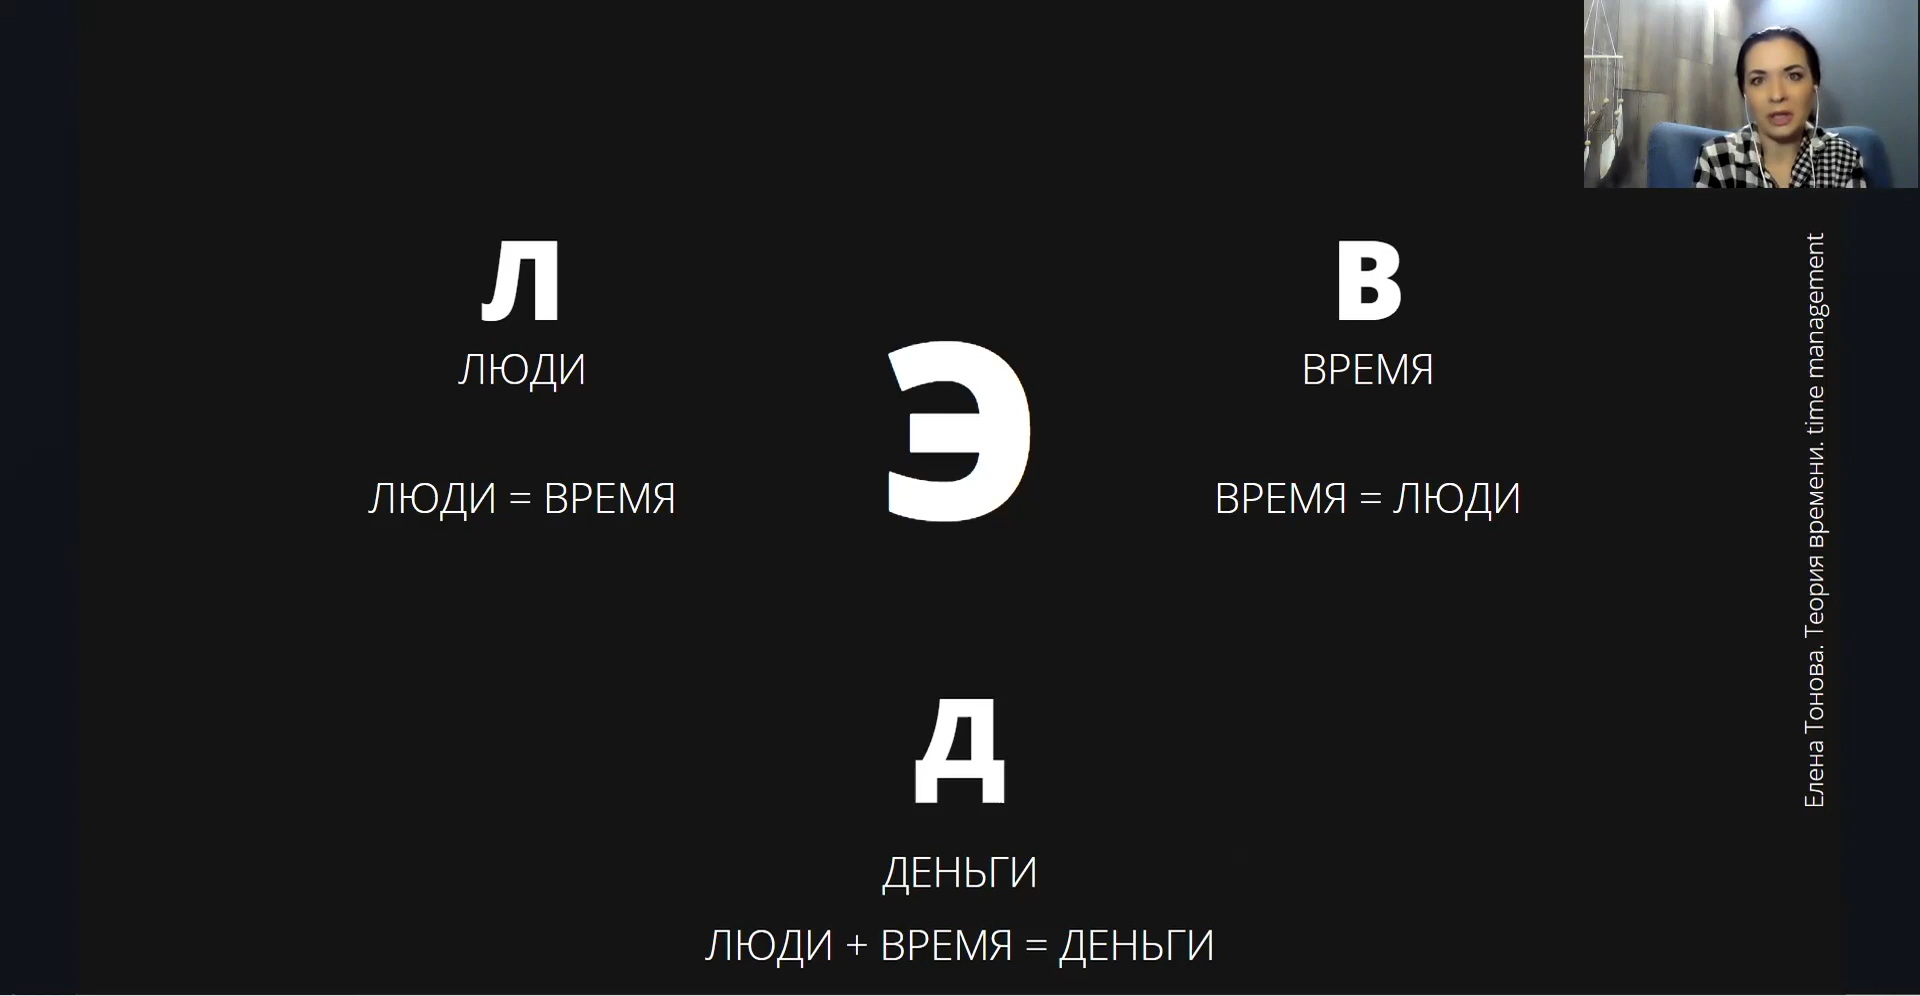 Л
ЛЮДИ
ЛЮДИ = ВРЕМЯ
Э
В
ВРЕМЯ
ВРЕМЯ = ЛЮДИ
Д
ДЕНЬГИ
ЛЮДИ + ВРЕМЯ = ДЕНЬГИ
Елена Тонова. Теория времени. time management